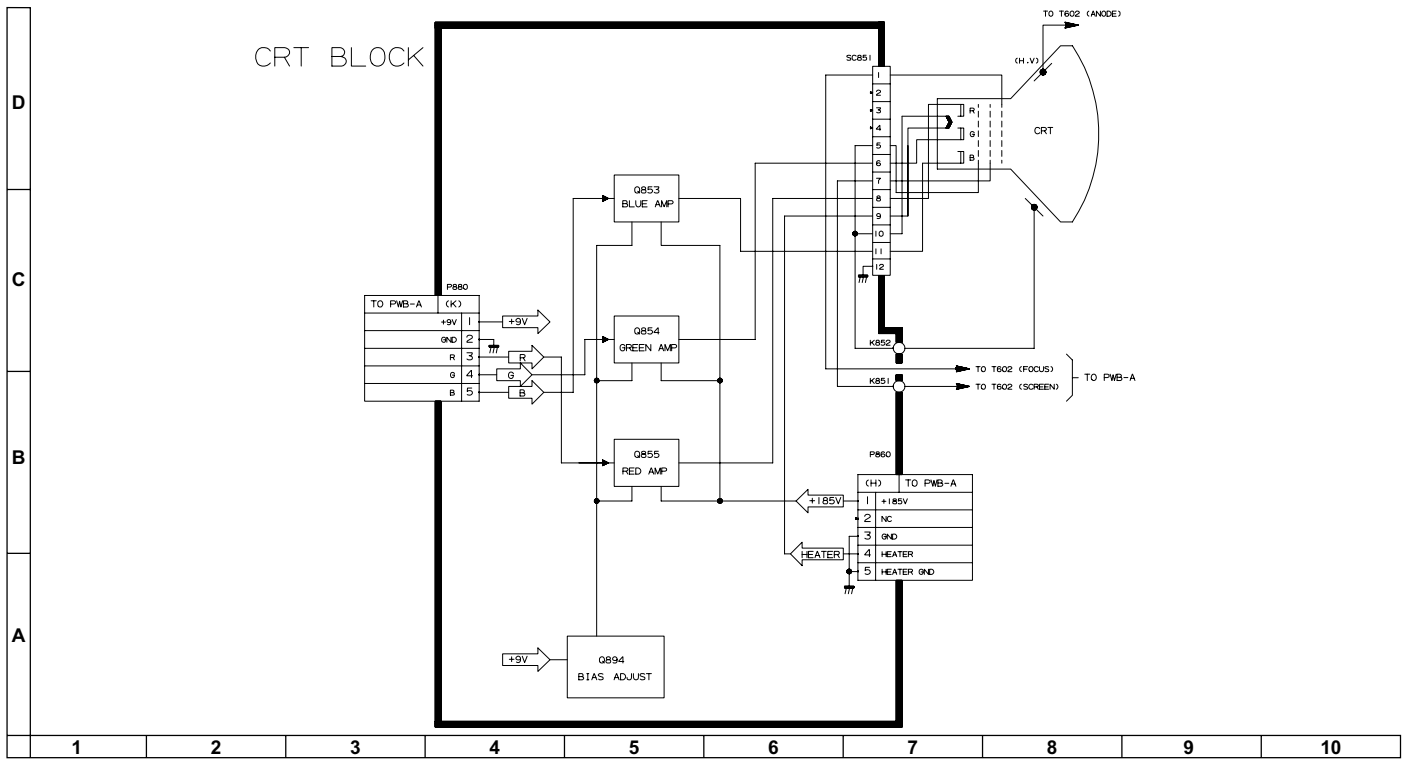 TO T602 (ANODE)
CRT BLOCK
SC851
(H.V)
D
1
2
3
4
5
6
7
8
9
10
11
12
R
G
B
CRT
Q853
BLUE AMP
C
P880
TO PWB-A (K)
+9V 1
GND 2
R 3
G 4
B 5
+9V
R
G
B
Q854
GREEN AMP
K852
TO T602 (FOCUS)
K851
TO T602 (SCREEN)
TO PWB-A
B
Q855
RED AMP
P860
(H) TO PWB-A
1 +185V
2 NC
3 GND
4 HEATER
5 HEATER GND
+185V
HEATER
A
+9V
Q894
BIAS ADJUST
1 2 3 4 5 6 7 8 9 10